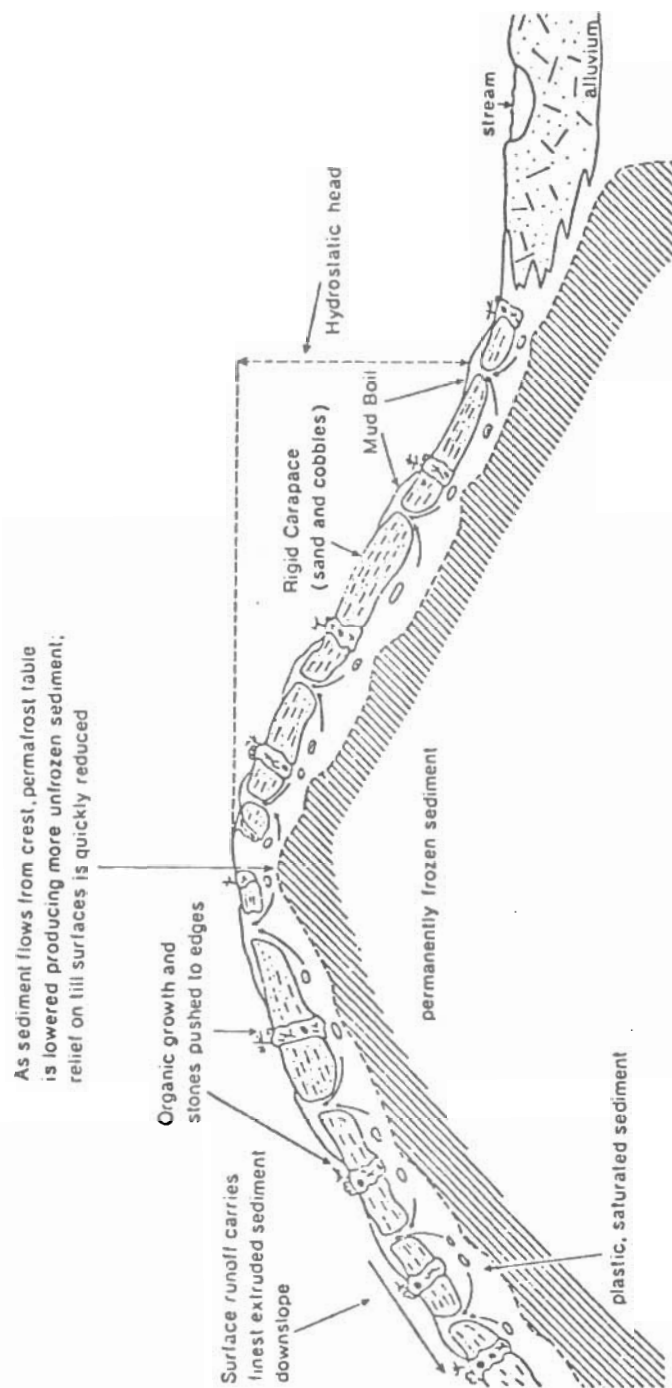 As sediment flows from crest, permafrost table
is lowered producing more unfrozen sediment;
relief on till surfaces is quickly reduced
Surface runoff carries
finest extruded sediment
downslope
Organic growth and
stones pushed to edges
Hydrostatic head
Rigid Carapace
(sand and cobbles)
Mud Boil
stream
alluvium
permanently frozen sediment
plastic, saturated sediment